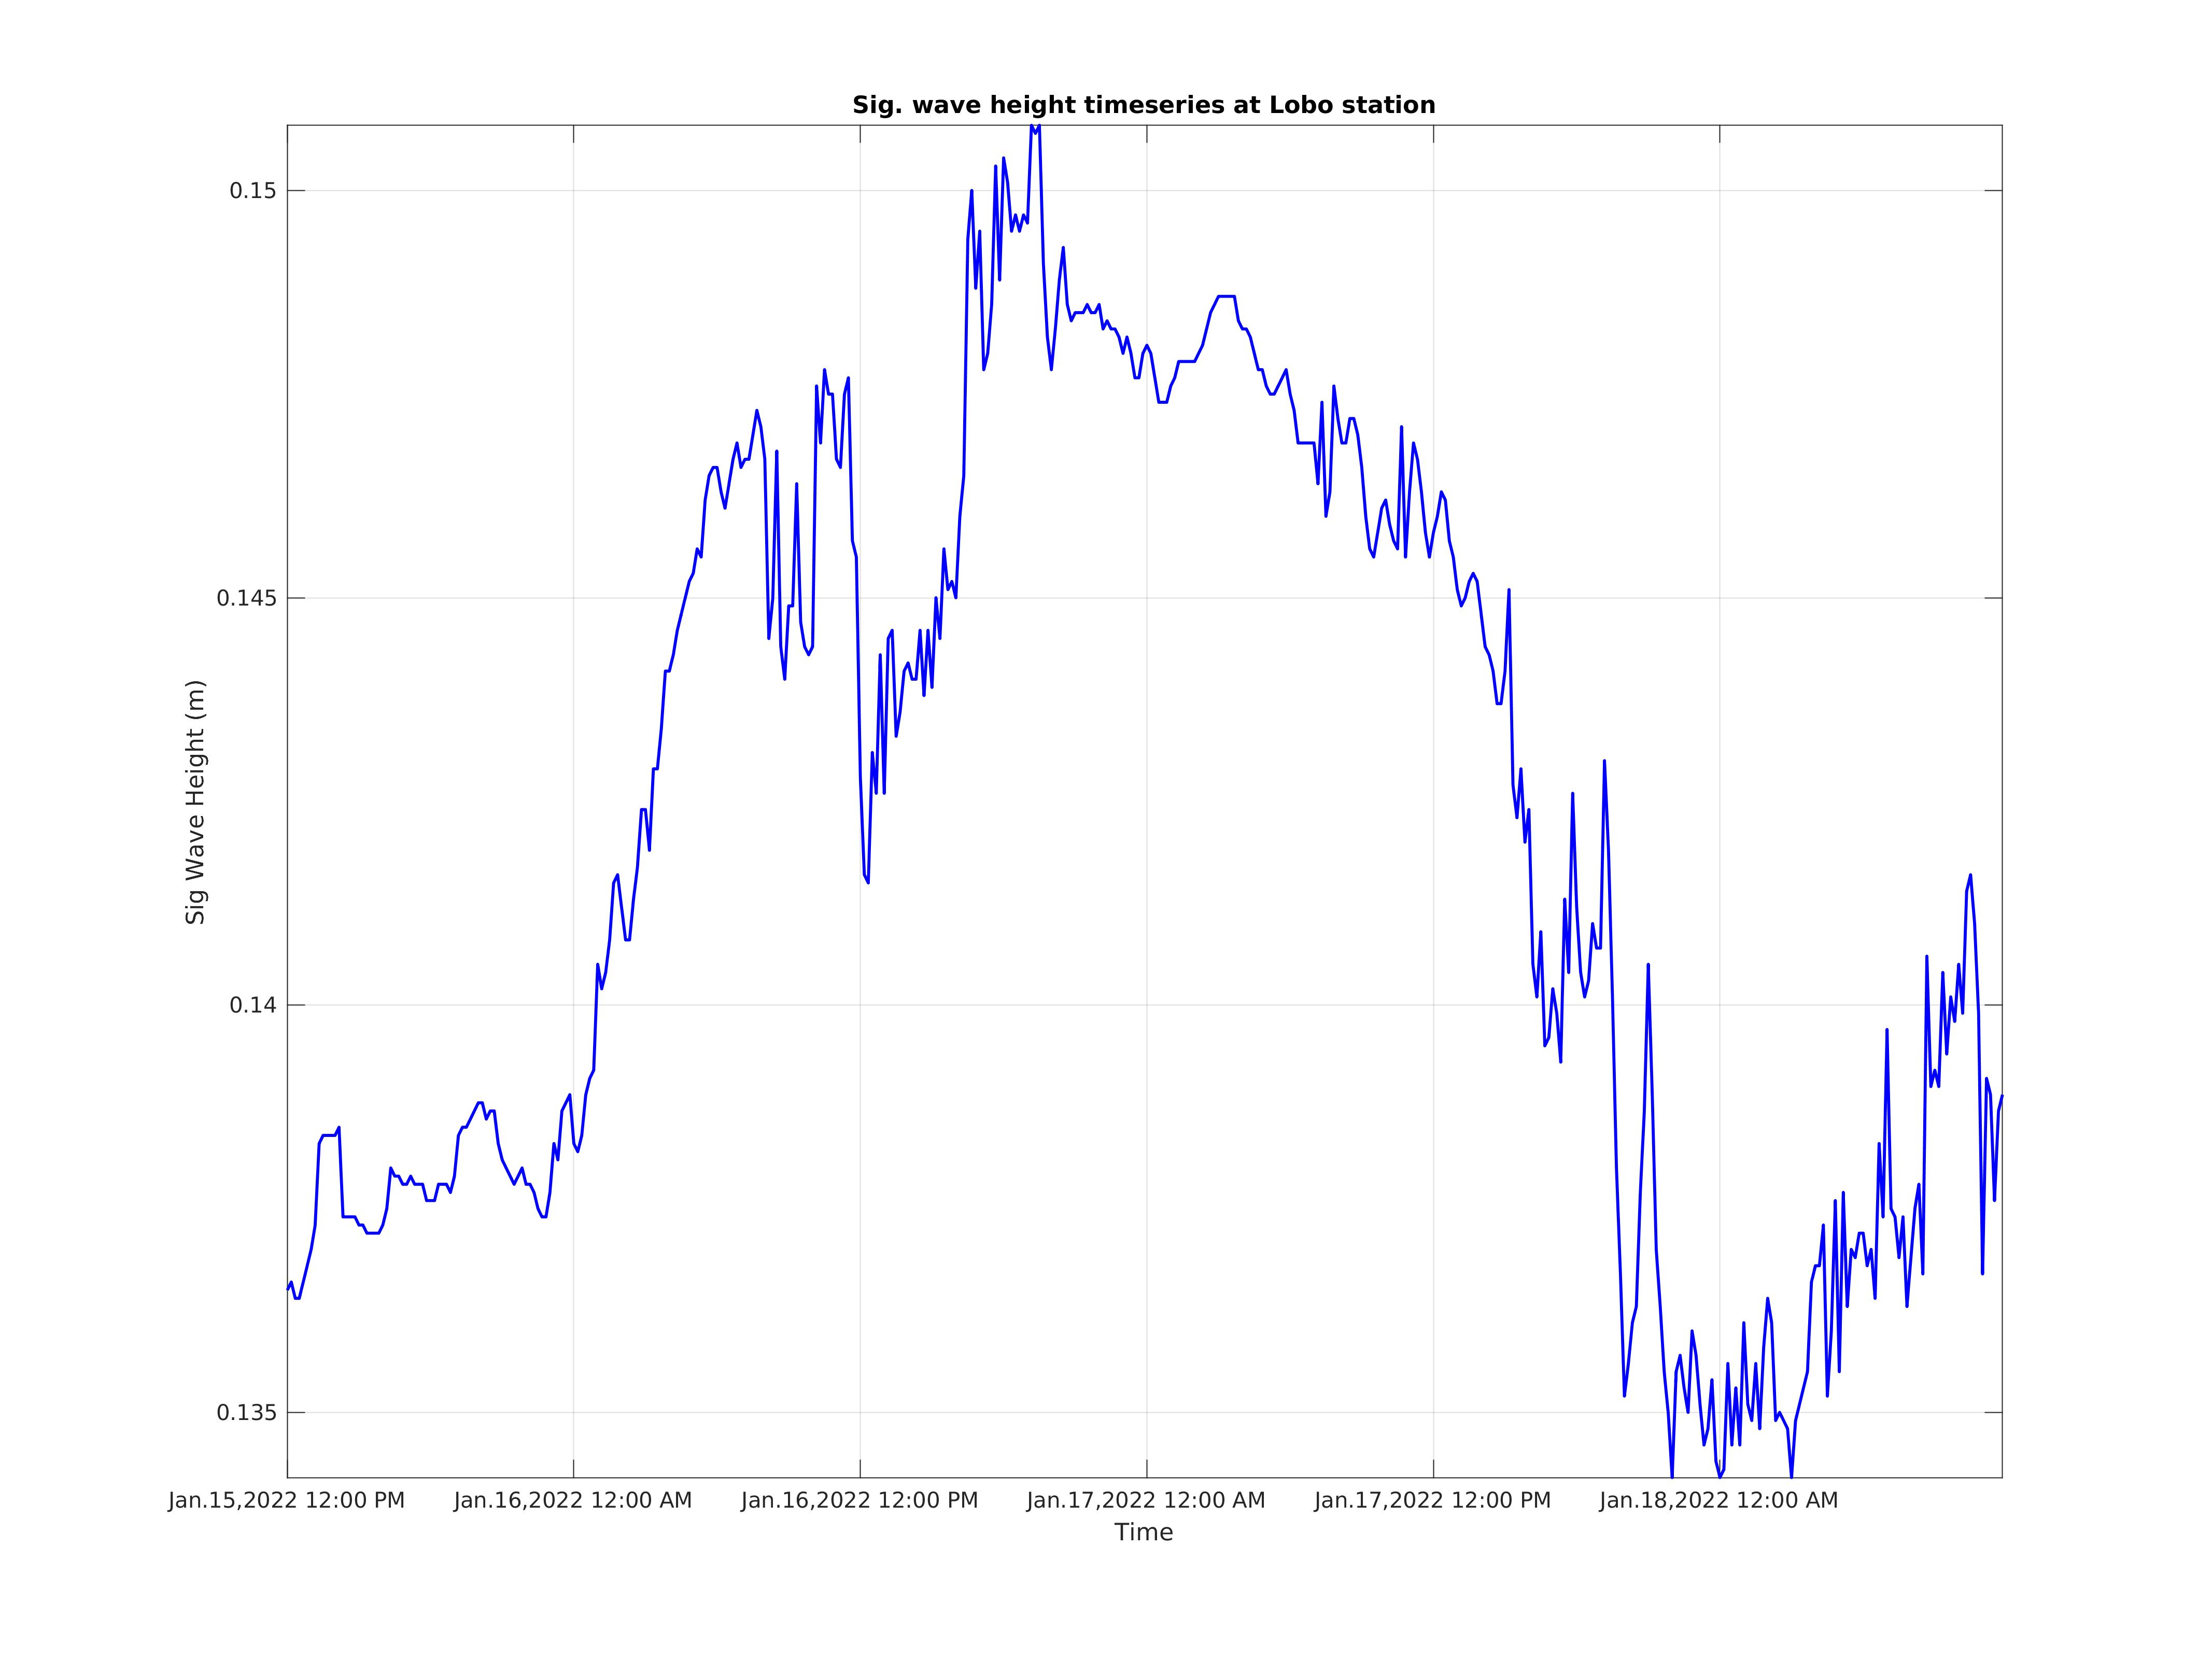 Sig. wave height timeseries at Lobo station
0.15
0.145
0.14
0.135
Sig Wave Height (m)
Jan.15,2022 12:00 PM
Jan.16,2022 12:00 AM
Jan.16,2022 12:00 PM
Jan.17,2022 12:00 AM
Jan.17,2022 12:00 PM
Jan.18,2022 12:00 AM
Time